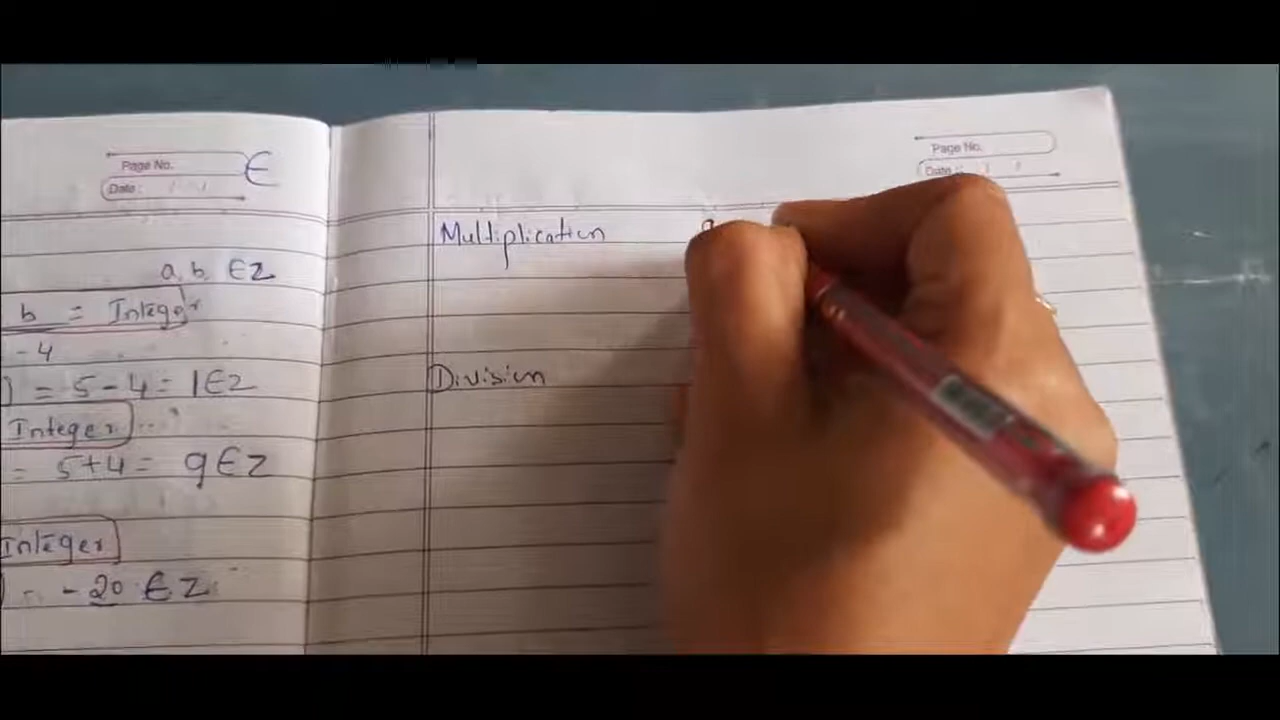 Page No.
Date:
∈
a, b, ∈ Z
b = Integer
- 4
) = 5 - 4 = 1 ∈ Z
Integer
= 5 + 4 = 9 ∈ Z
Integer
) = - 20 ∈ Z
Page No.
Date:
Multiplication
Division